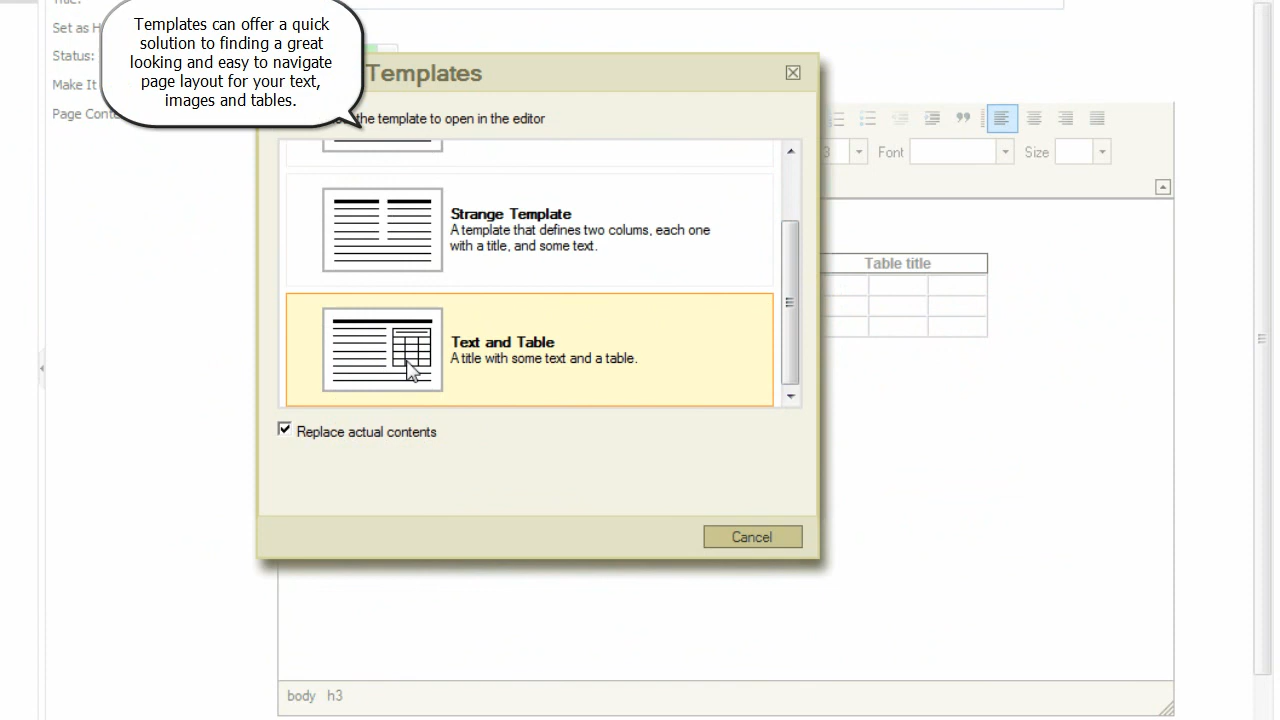 Title:
Set as H
Status:
Make It
Page Conte
Templates can offer a quick
solution to finding a great
looking and easy to navigate
page layout for your text,
images and tables.
Templates
the template to open in the editor
Strange Template
A template that defines two colums, each one
with a title, and some text.
Text and Table
A title with some text and a table.
Replace actual contents
Cancel
3 Font Size
Table title
body h3